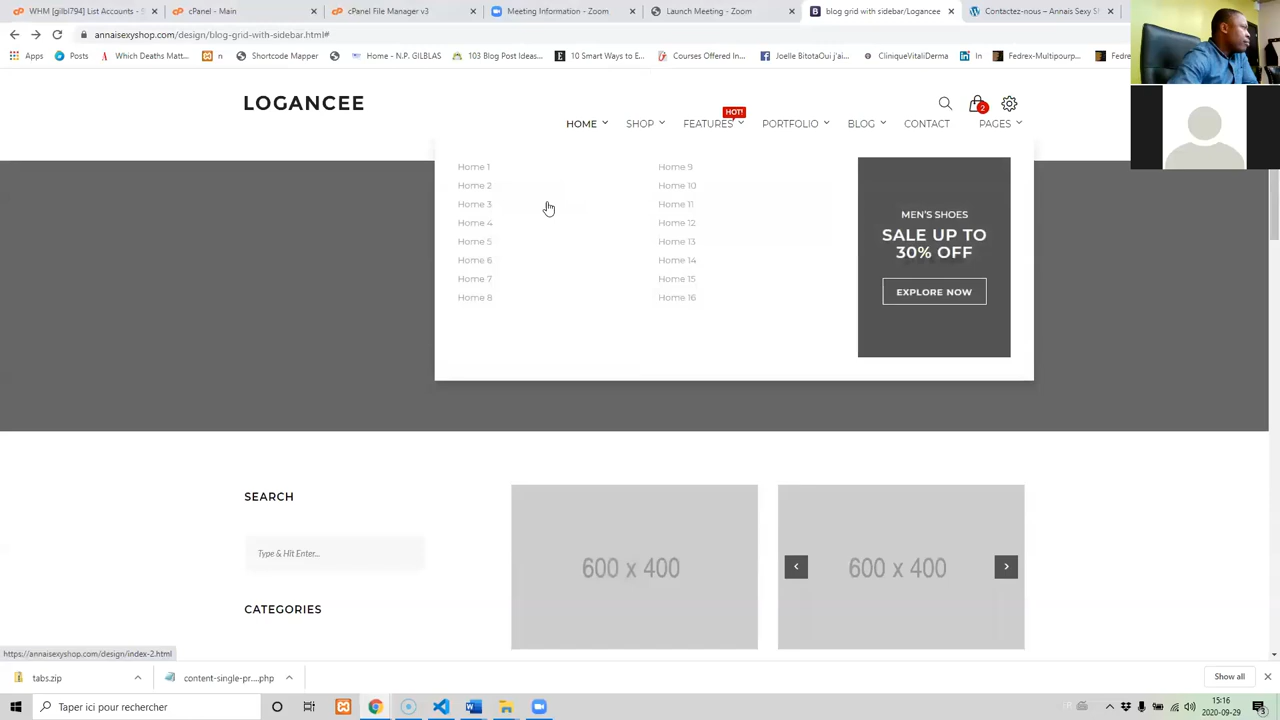 WHM [gilbl794] List Accounts - S
cPanel - Main
cPanel File Manager v3
Meeting Information - Zoom
Launch Meeting - Zoom
blog grid with sidebar/Logancee
Contactez-nous – Annais Sexy SH
annaisexyshop.com/design/blog-grid-with-sidebar.html#
Apps
Posts
Which Deaths Matt...
n
Shortcode Mapper
Home - N.P. GILBLAS
103 Blog Post Ideas...
10 Smart Ways to E...
Courses Offered In...
Joelle BitotaOui j'ai...
CliniqueVitaliDerma
In
Fedrex-Multipourp...
LOGANCEE
2
HOT!
HOME
SHOP
FEATURES
PORTFOLIO
BLOG
CONTACT
PAGES
Home 1
Home 2
Home 3
Home 4
Home 5
Home 6
Home 7
Home 8
Home 9
Home 10
Home 11
Home 12
Home 13
Home 14
Home 15
Home 16
MEN'S SHOES
SALE UP TO
30% OFF
EXPLORE NOW
SEARCH
Type & Hit Enter...
CATEGORIES
600 x 400
600 x 400
https://annaisexyshop.com/design/index-2.html
tabs.zip
content-single-pr....php
Show all
Taper ici pour rechercher
15:16
2020-09-29